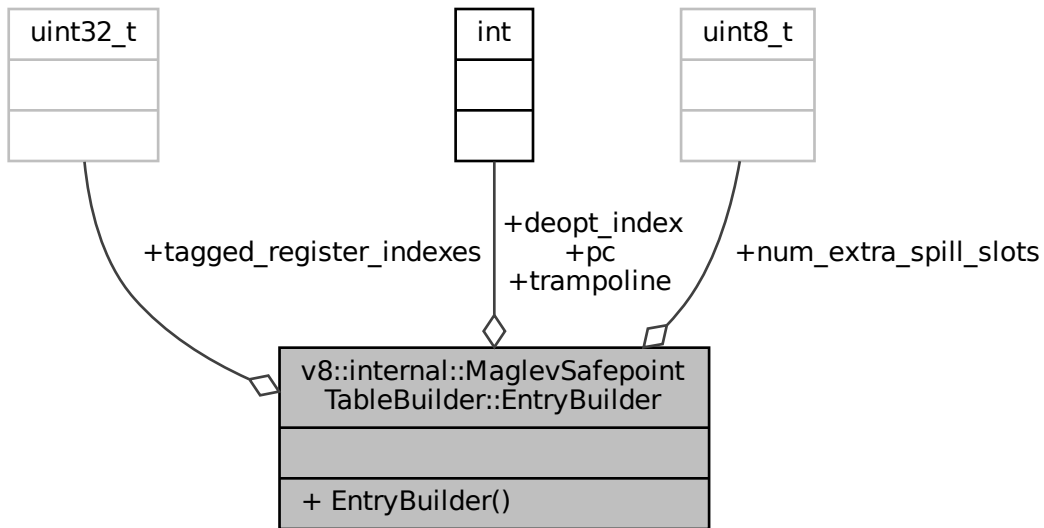 uint32_t
int
uint8_t
+tagged_register_indexes
+deopt_index
+pc
+trampoline
+num_extra_spill_slots
v8::internal::MaglevSafepoint
TableBuilder::EntryBuilder
+ EntryBuilder()